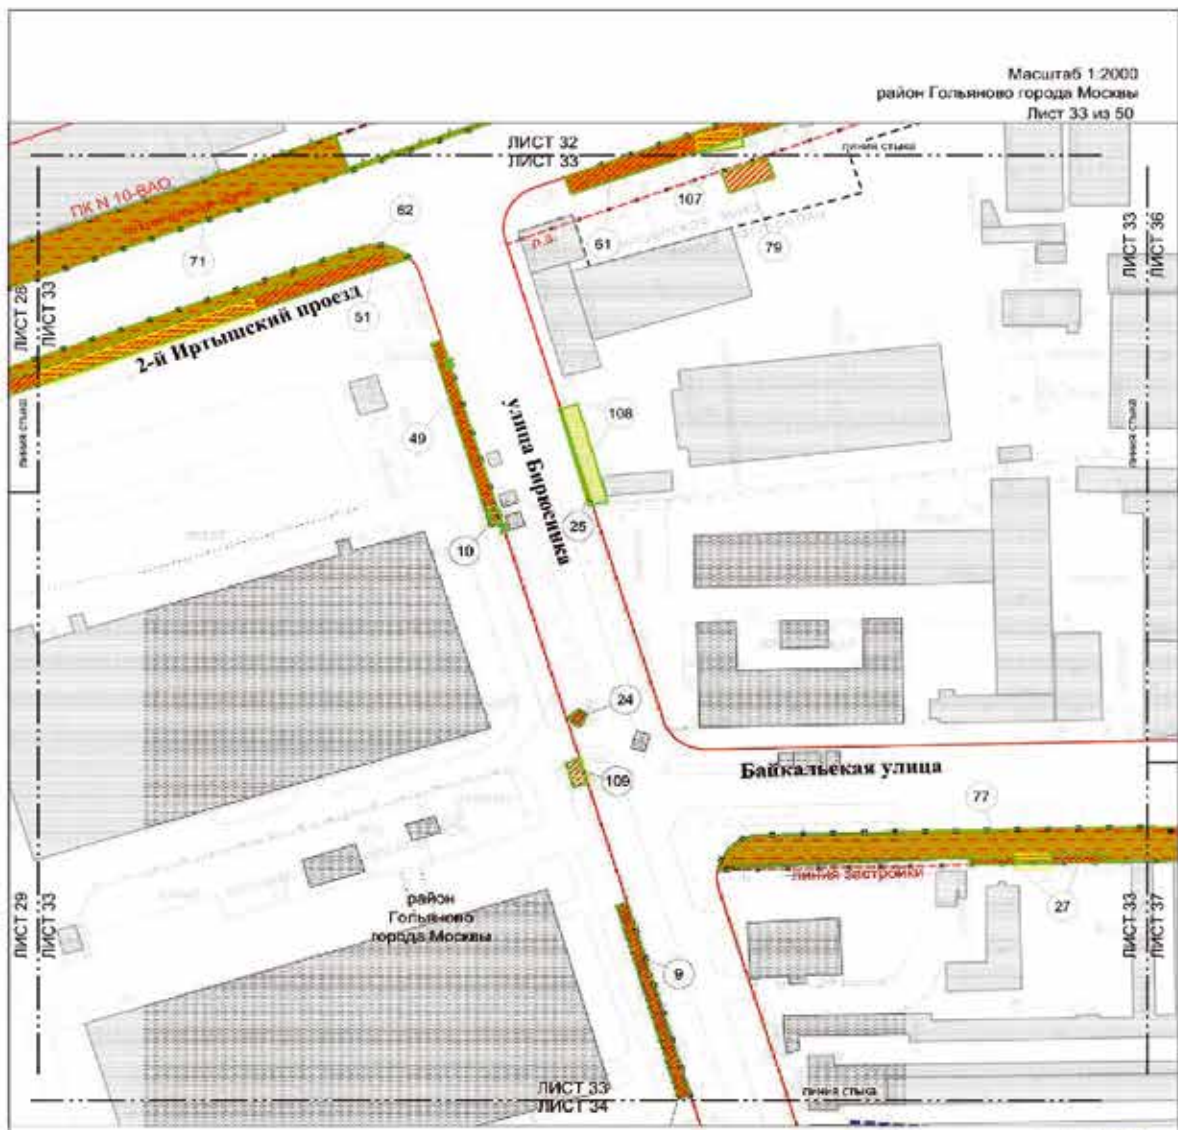 Масштаб 1:2000
район Гольяново города Москвы
Лист 33 из 50
ЛИСТ 32
ЛИСТ 33
линия стыка
ПК N 10-ВАО
62
71
107
л.з.
61
79
ЛИСТ 33
ЛИСТ 36
ЛИСТ 28
ЛИСТ 33
51
2-й Иртышский проезд
линия стыка
49
улица Бирюсинка
108
линия стыка
25
10
24
109
Байкальская улица
77
линия застройки
27
район
Гольяново
города Москвы
ЛИСТ 29
ЛИСТ 33
ЛИСТ 33
ЛИСТ 37
9
ЛИСТ 33
ЛИСТ 34
линия стыка